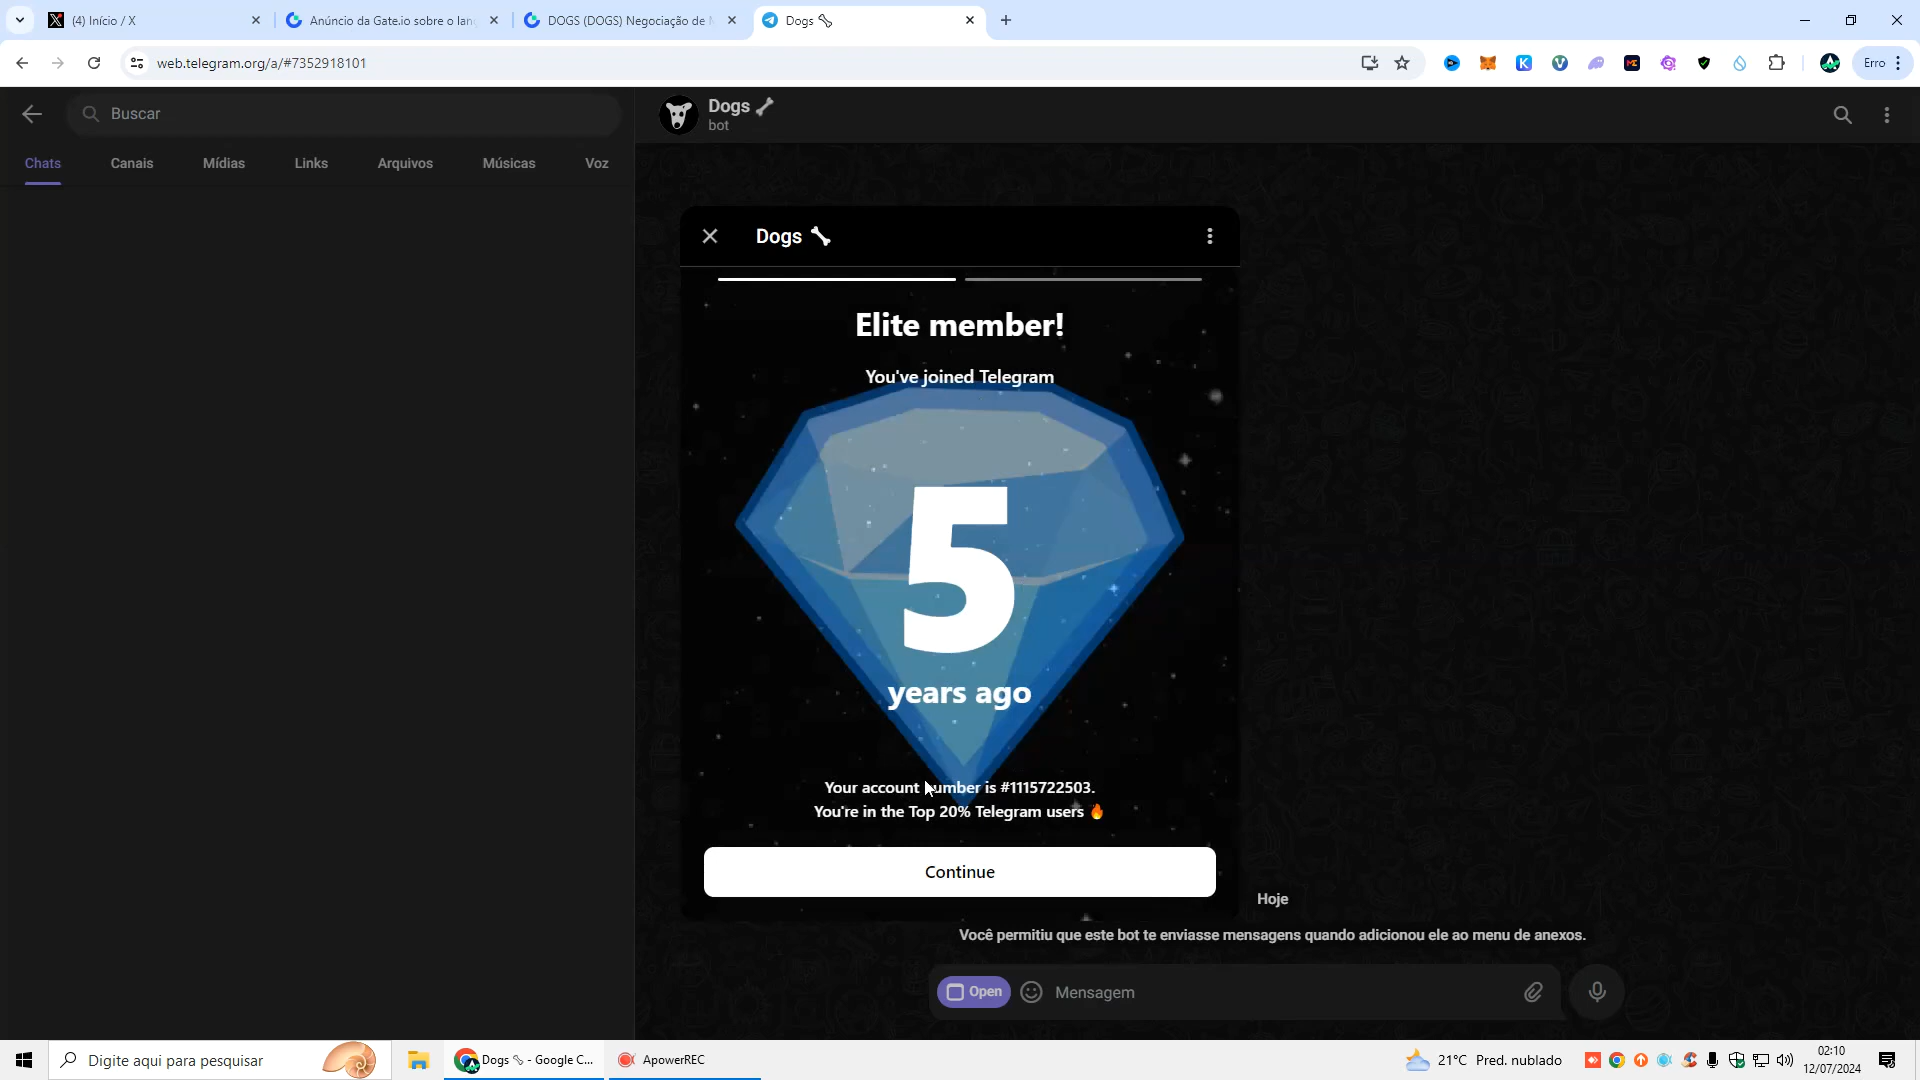 (4) Início / X
Anúncio da Gate.io sobre o lan
DOGS (DOGS) Negociação de
Dogs 🦴
web.telegram.org/a/#7352918101
Erro
Buscar
Chats
Canais
Mídias
Links
Arquivos
Músicas
Voz
Dogs 🦴
bot
Dogs 🦴
Elite member!
You've joined Telegram
5
years ago
Your account number is #1115722503.
You're in the Top 20% Telegram users 🔥
Continue
Hoje
Você permitiu que este bot te enviasse mensagens quando adicionou ele ao menu de anexos.
Open
Mensagem
Digite aqui para pesquisar
Dogs 🦴 - Google C...
ApowerREC
21°C Pred. nublado
02:10
12/07/2024